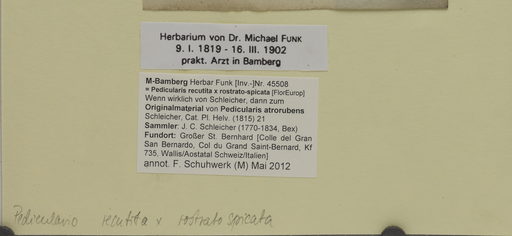 Herbarium von Dr. Michael FUNK
9. I. 1819 - 16. III. 1902
prakt. Arzt in Bamberg
M-Bamberg Herbar Funk [Inv.-]Nr. 45508
= Pedicularis recutita x rostrato-spicata [FlorEurop]
Wenn wirklich von Schleicher, dann zum
Originalmaterial von Pedicularis atrorubens
Schleicher, Cat. Pl. Helv. (1815) 21
Sammler: J. C. Schleicher (1770-1834, Bex)
Fundort: Großer St. Bernhard [Colle del Gran
San Bernardo, Col du Grand Saint-Bernard, Kf
735, Wallis/Aostatal Schweiz/Italien]
annot. F. Schuhwerk (M) Mai 2012
Pedicularis recutita x rostrato spicata